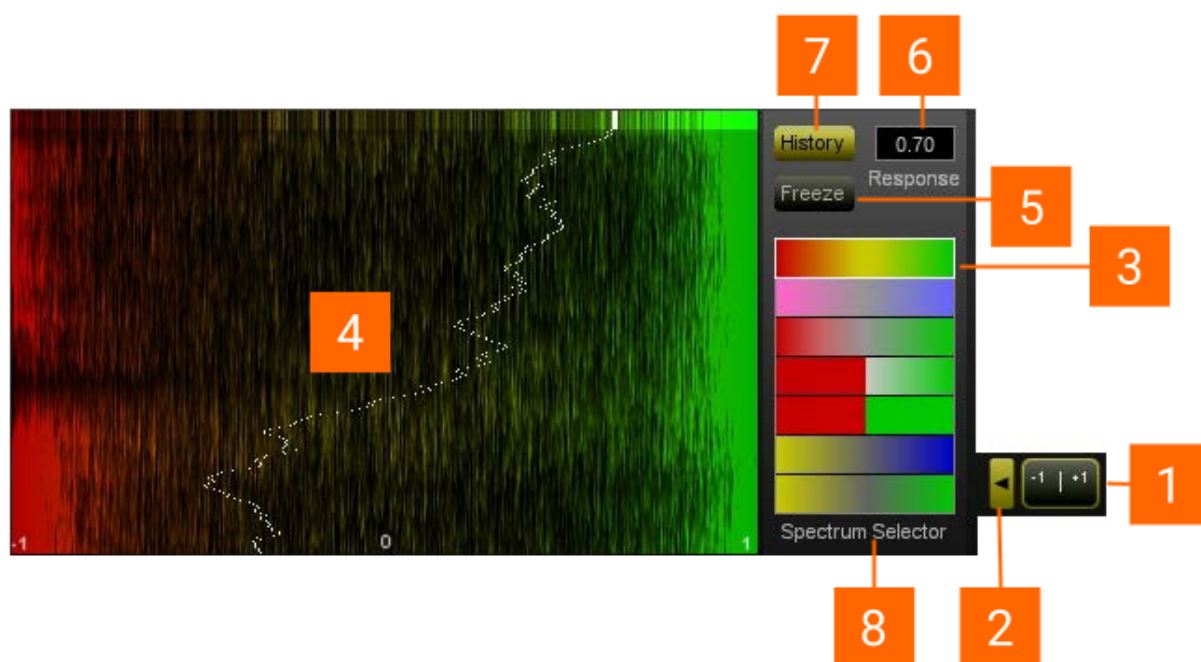 7
6
History
0.70
Response
Freeze
5
3
4
-1 | +1
1
-1
0
1
Spectrum Selector
8
2